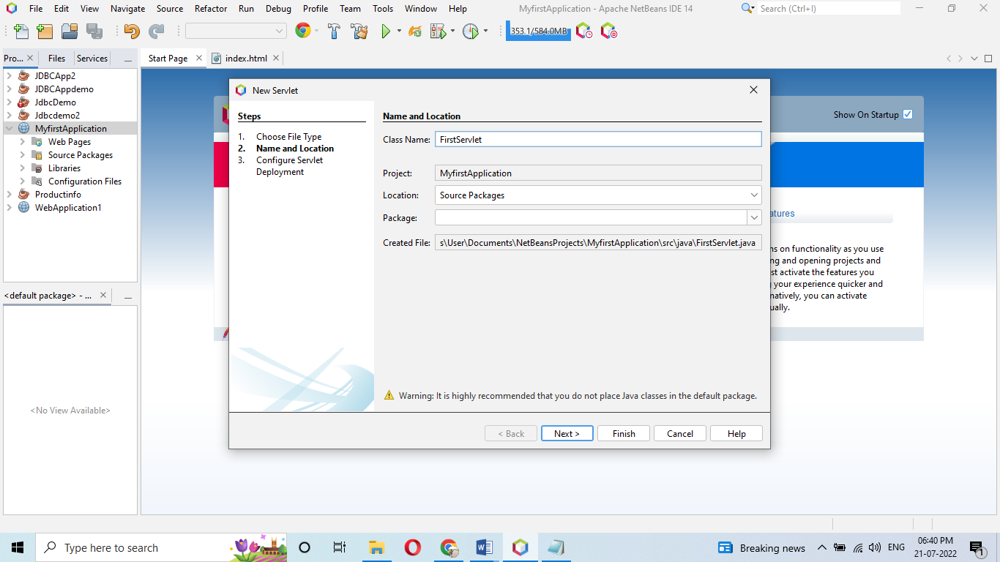 File Edit View Navigate Source Refactor Run Debug Profile Team Tools Window Help
MyfirstApplication - Apache NetBeans IDE 14
Search (Ctrl+I)
353.1/584.0MB
Pro...
Files
Services
Start Page
index.html
JDBCApp2
JDBCAppdemo
JdbcDemo
Jdbcdemo2
MyfirstApplication
Web Pages
Source Packages
Libraries
Configuration Files
Productinfo
WebApplication1
<default package> - ...
<No View Available>
Show On Startup
atures
ns on functionality as you use
ng and opening projects and
st activate the features you
your experience quicker and
natively, you can activate
ually.
New Servlet
Steps
1. Choose File Type
2. Name and Location
3. Configure Servlet
Deployment
Name and Location
Class Name: FirstServlet
Project: MyfirstApplication
Location: Source Packages
Package:
Created File: s\User\Documents\NetBeansProjects\MyfirstApplication\src\java\FirstServlet.java
Warning: It is highly recommended that you do not place Java classes in the default package.
< Back
Next >
Finish
Cancel
Help
Type here to search
Breaking news
ENG
06:40 PM
21-07-2022
1